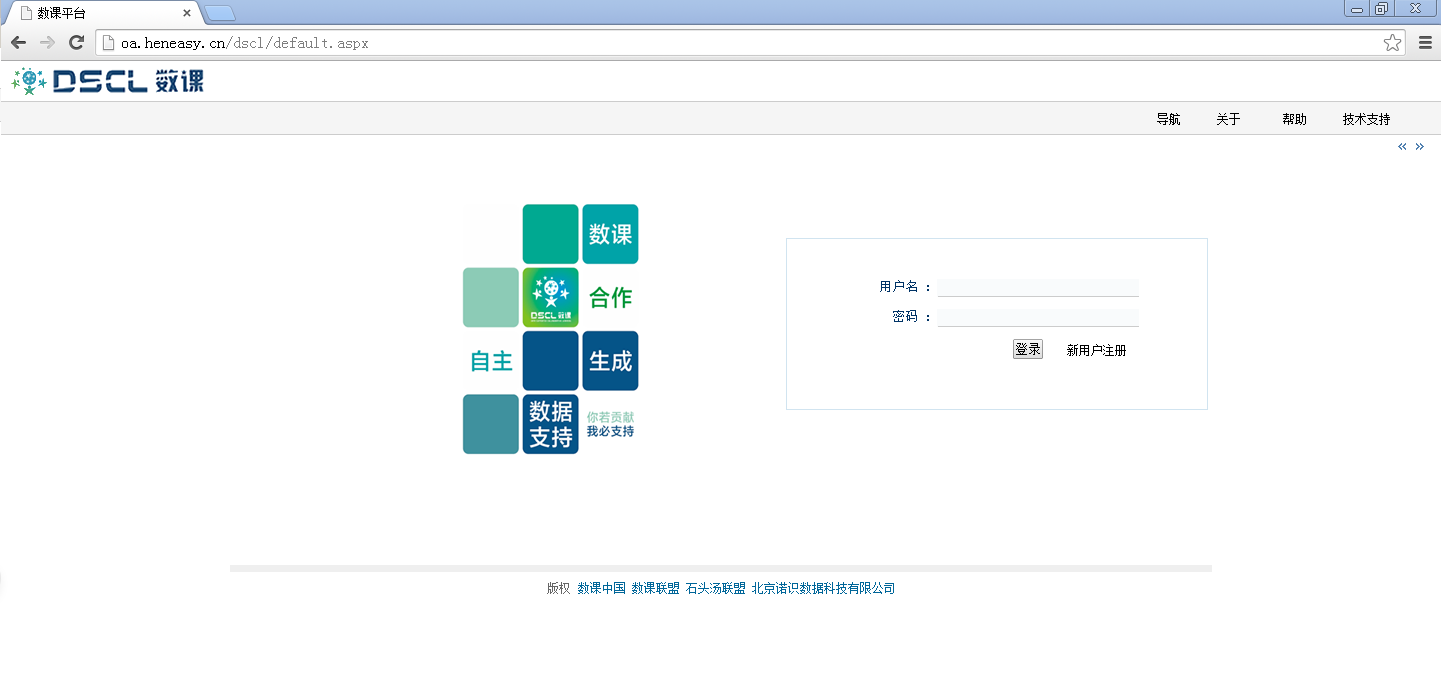 数课平台
oa.heneasy.cn/dscl/default.aspx
DSCL 数课
导航 关于 帮助 技术支持
« »
数课
DSCL 数课
合作
自主
生成
数据
支持
你若贡献
我必支持
用户名 :
密码 :
登录 新用户注册
版权 数课中国 数课联盟 石头汤联盟 北京诺识数据科技有限公司